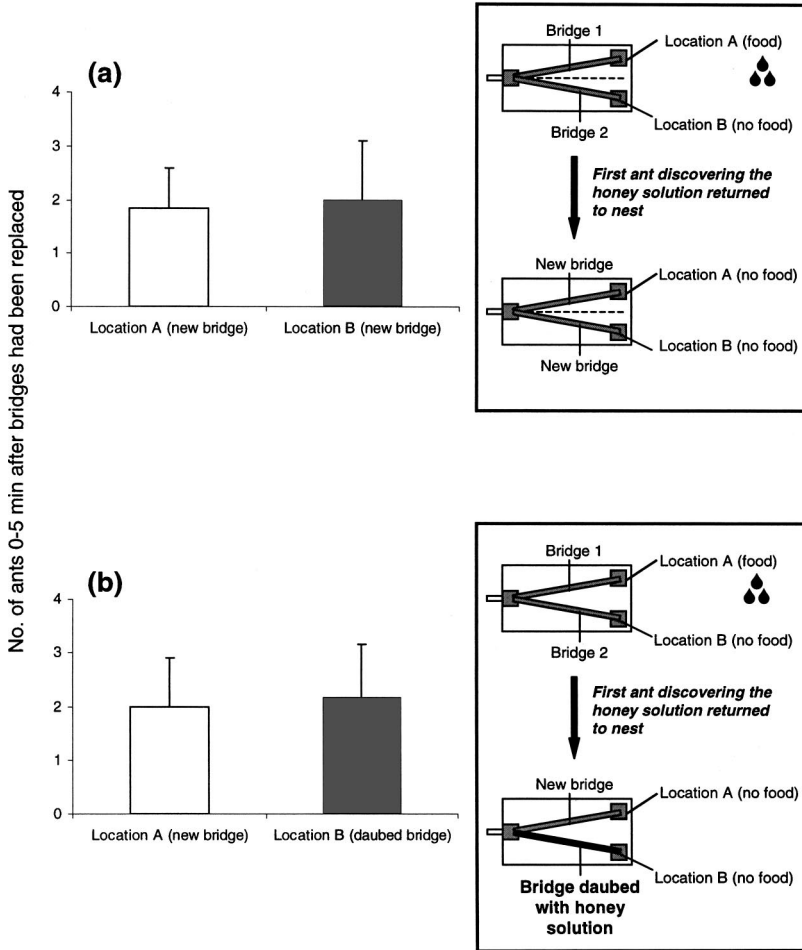 No. of ants 0-5 min after bridges had been replaced
(a)
4
3
2
1
0
Location A (new bridge)
Location B (new bridge)
Bridge 1
Location A (food)
Location B (no food)
Bridge 2
First ant discovering the
honey solution returned
to nest
New bridge
Location A (no food)
Location B (no food)
New bridge
(b)
4
3
2
1
0
Location A (new bridge)
Location B (daubed bridge)
Bridge 1
Location A (food)
Location B (no food)
Bridge 2
First ant discovering the
honey solution returned
to nest
New bridge
Location A (no food)
Location B (no food)
Bridge daubed
with honey
solution